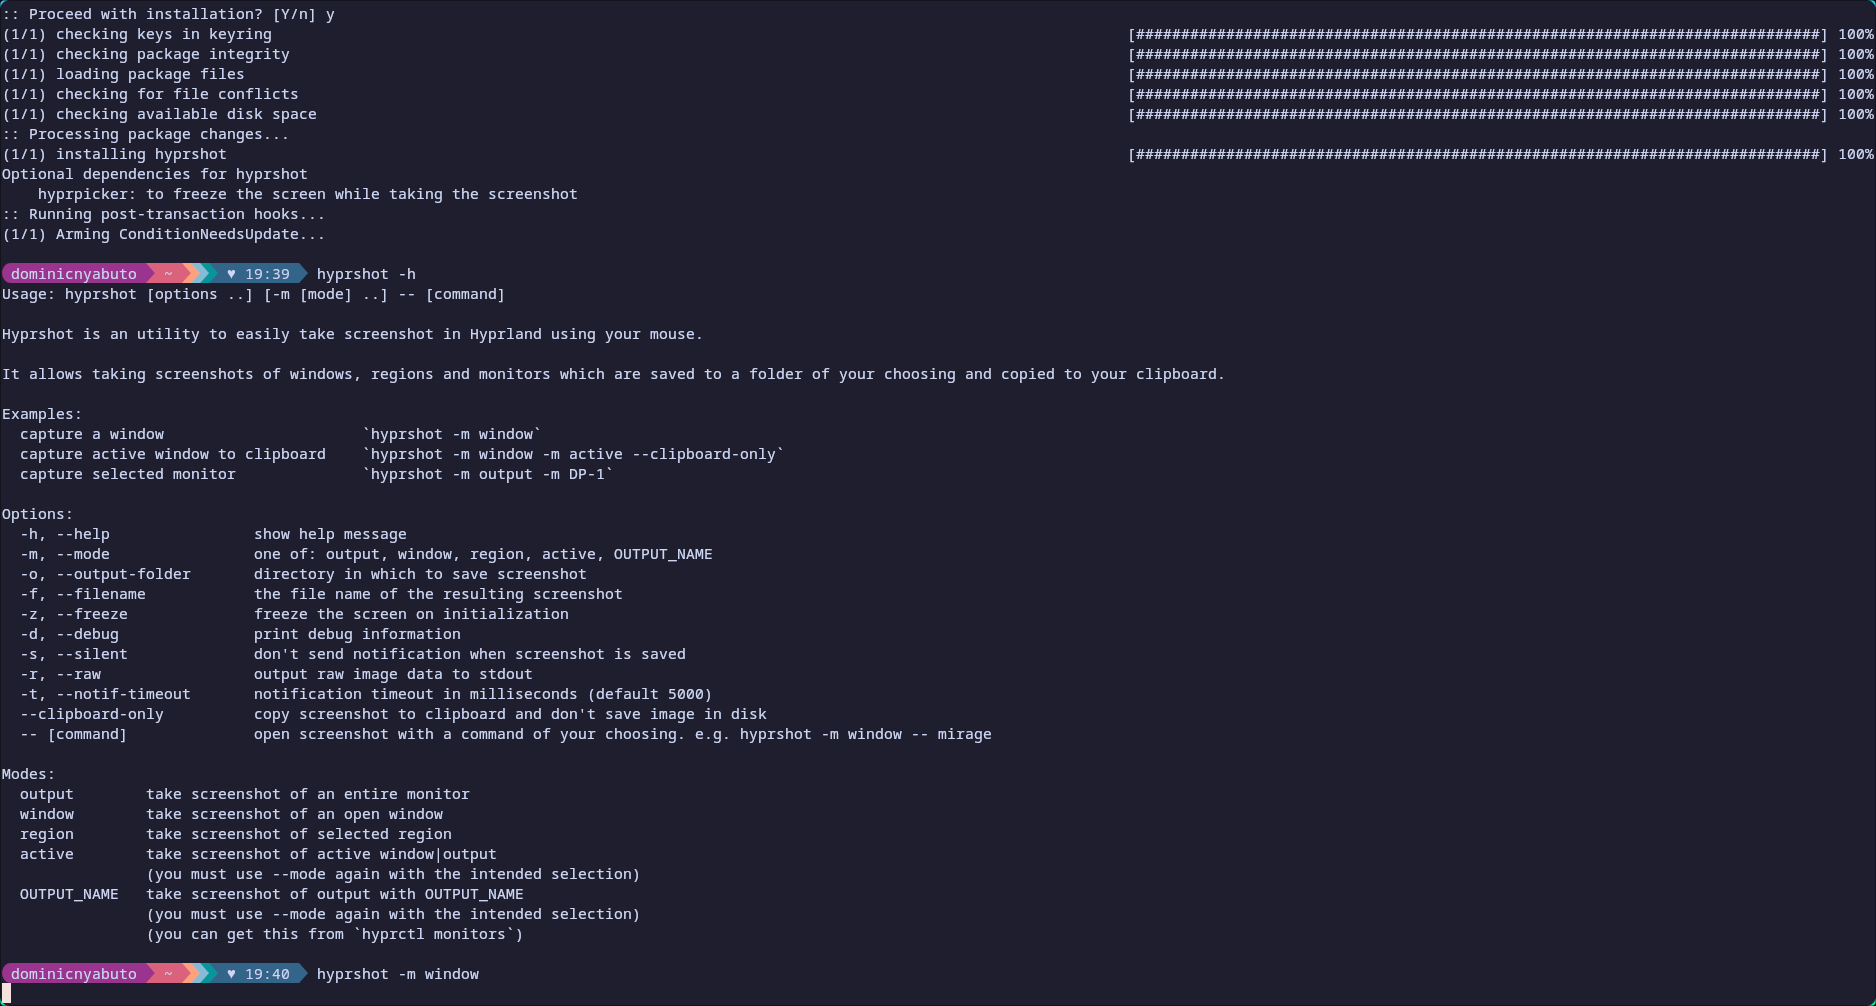 :: Proceed with installation? [Y/n] y
(1/1) checking keys in keyring [############################################################################] 100%
(1/1) checking package integrity [############################################################################] 100%
(1/1) loading package files [############################################################################] 100%
(1/1) checking for file conflicts [############################################################################] 100%
(1/1) checking available disk space [############################################################################] 100%
:: Processing package changes...
(1/1) installing hyprshot [############################################################################] 100%
Optional dependencies for hyprshot
    hyprpicker: to freeze the screen while taking the screenshot
:: Running post-transaction hooks...
(1/1) Arming ConditionNeedsUpdate...
dominicnyabuto ~ ♥ 19:39 hyprshot -h
Usage: hyprshot [options ..] [-m [mode] ..] -- [command]
Hyprshot is an utility to easily take screenshot in Hyprland using your mouse.
It allows taking screenshots of windows, regions and monitors which are saved to a folder of your choosing and copied to your clipboard.
Examples:
  capture a window                      `hyprshot -m window`
  capture active window to clipboard    `hyprshot -m window -m active --clipboard-only`
  capture selected monitor              `hyprshot -m output -m DP-1`
Options:
  -h, --help                show help message
  -m, --mode                one of: output, window, region, active, OUTPUT_NAME
  -o, --output-folder       directory in which to save screenshot
  -f, --filename            the file name of the resulting screenshot
  -z, --freeze              freeze the screen on initialization
  -d, --debug               print debug information
  -s, --silent              don't send notification when screenshot is saved
  -r, --raw                 output raw image data to stdout
  -t, --notif-timeout       notification timeout in milliseconds (default 5000)
  --clipboard-only          copy screenshot to clipboard and don't save image in disk
  -- [command]              open screenshot with a command of your choosing. e.g. hyprshot -m window -- mirage
Modes:
  output        take screenshot of an entire monitor
  window        take screenshot of an open window
  region        take screenshot of selected region
  active        take screenshot of active window|output
                (you must use --mode again with the intended selection)
  OUTPUT_NAME   take screenshot of output with OUTPUT_NAME
                (you must use --mode again with the intended selection)
                (you can get this from `hyprctl monitors`)
dominicnyabuto ~ ♥ 19:40 hyprshot -m window